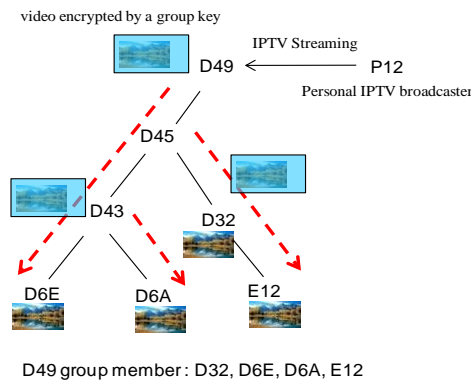 video encrypted by a group key
IPTV Streaming
D49
P12
Personal IPTV broadcaster
D45
D43
D32
D6E
D6A
E12
D49 group member : D32, D6E, D6A, E12